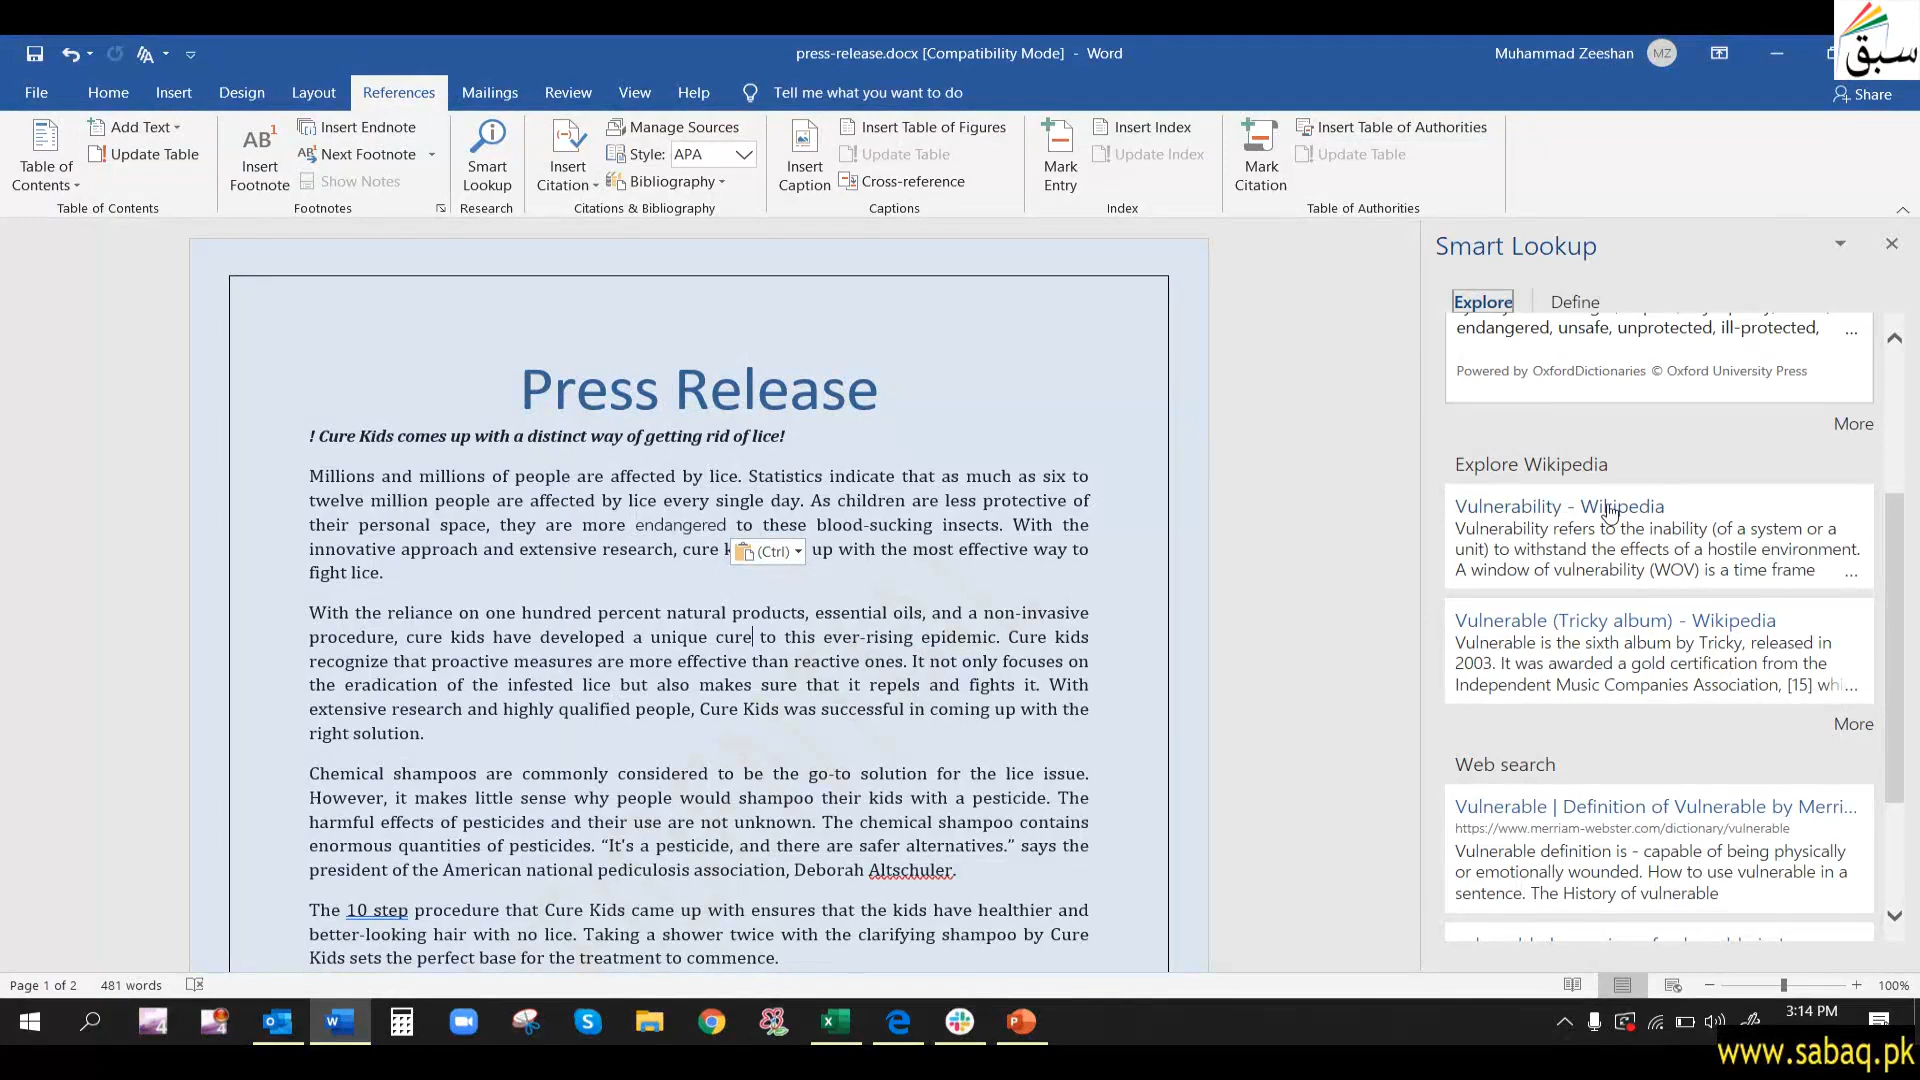 سبق
press-release.docx [Compatibility Mode] - Word
Muhammad Zeeshan
MZ
File
Home
Insert
Design
Layout
References
Mailings
Review
View
Help
Tell me what you want to do
Share
Table of
Contents
Add Text
Update Table
Table of Contents
AB1
Insert
Footnote
Insert Endnote
Next Footnote
Show Notes
Footnotes
Smart
Lookup
Research
Insert
Citation
Manage Sources
Style: APA
Bibliography
Citations & Bibliography
Insert
Caption
Insert Table of Figures
Update Table
Cross-reference
Captions
Mark
Entry
Insert Index
Update Index
Index
Mark
Citation
Insert Table of Authorities
Update Table
Table of Authorities
Press Release
! Cure Kids comes up with a distinct way of getting rid of lice!
Millions and millions of people are affected by lice. Statistics indicate that as much as six to
twelve million people are affected by lice every single day. As children are less protective of
their personal space, they are more endangered to these blood-sucking insects. With the
innovative approach and extensive research, cure up with the most effective way to
(Ctrl)
fight lice.
With the reliance on one hundred percent natural products, essential oils, and a non-invasive
procedure, cure kids have developed a unique cure to this ever-rising epidemic. Cure kids
recognize that proactive measures are more effective than reactive ones. It not only focuses on
the eradication of the infested lice but also makes sure that it repels and fights it. With
extensive research and highly qualified people, Cure Kids was successful in coming up with the
right solution.
Chemical shampoos are commonly considered to be the go-to solution for the lice issue.
However, it makes little sense why people would shampoo their kids with a pesticide. The
harmful effects of pesticides and their use are not unknown. The chemical shampoo contains
enormous quantities of pesticides. “It’s a pesticide, and there are safer alternatives.” says the
president of the American national pediculosis association, Deborah Altschuler.
The 10 step procedure that Cure Kids came up with ensures that the kids have healthier and
better-looking hair with no lice. Taking a shower twice with the clarifying shampoo by Cure
Kids sets the perfect base for the treatment to commence.
Smart Lookup
Explore
Define
endangered, unsafe, unprotected, ill-protected, ...
Powered by OxfordDictionaries © Oxford University Press
More
Explore Wikipedia
Vulnerability - Wikipedia
Vulnerability refers to the inability (of a system or a
unit) to withstand the effects of a hostile environment.
A window of vulnerability (WOV) is a time frame ...
Vulnerable (Tricky album) - Wikipedia
Vulnerable is the sixth album by Tricky, released in
2003. It was awarded a gold certification from the
Independent Music Companies Association, [15] whi...
More
Web search
Vulnerable | Definition of Vulnerable by Merri...
https://www.merriam-webster.com/dictionary/vulnerable
Vulnerable definition is - capable of being physically
or emotionally wounded. How to use vulnerable in a
sentence. The History of vulnerable
Page 1 of 2
481 words
100%
3:14 PM
www.sabaq.pk